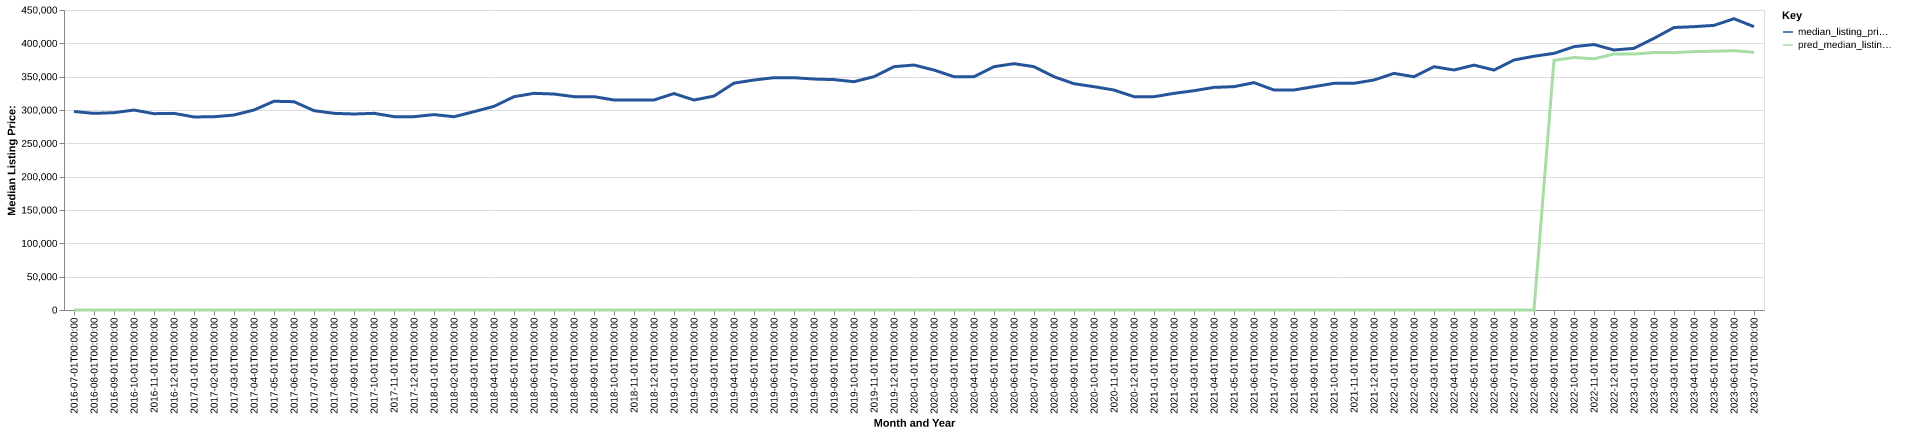 450,000
400,000
350,000
300,000
250,000
200,000
150,000
100,000
50,000
0
Median Listing Price:
2016-07-01T00:00:00
2016-08-01T00:00:00
2016-09-01T00:00:00
2016-10-01T00:00:00
2016-11-01T00:00:00
2016-12-01T00:00:00
2017-01-01T00:00:00
2017-02-01T00:00:00
2017-03-01T00:00:00
2017-04-01T00:00:00
2017-05-01T00:00:00
2017-06-01T00:00:00
2017-07-01T00:00:00
2017-08-01T00:00:00
2017-09-01T00:00:00
2017-10-01T00:00:00
2017-11-01T00:00:00
2017-12-01T00:00:00
2018-01-01T00:00:00
2018-02-01T00:00:00
2018-03-01T00:00:00
2018-04-01T00:00:00
2018-05-01T00:00:00
2018-06-01T00:00:00
2018-07-01T00:00:00
2018-08-01T00:00:00
2018-09-01T00:00:00
2018-10-01T00:00:00
2018-11-01T00:00:00
2018-12-01T00:00:00
2019-01-01T00:00:00
2019-02-01T00:00:00
2019-03-01T00:00:00
2019-04-01T00:00:00
2019-05-01T00:00:00
2019-06-01T00:00:00
2019-07-01T00:00:00
2019-08-01T00:00:00
2019-09-01T00:00:00
2019-10-01T00:00:00
2019-11-01T00:00:00
2019-12-01T00:00:00
2020-01-01T00:00:00
2020-02-01T00:00:00
2020-03-01T00:00:00
2020-04-01T00:00:00
2020-05-01T00:00:00
2020-06-01T00:00:00
2020-07-01T00:00:00
2020-08-01T00:00:00
2020-09-01T00:00:00
2020-10-01T00:00:00
2020-11-01T00:00:00
2020-12-01T00:00:00
2021-01-01T00:00:00
2021-02-01T00:00:00
2021-03-01T00:00:00
2021-04-01T00:00:00
2021-05-01T00:00:00
2021-06-01T00:00:00
2021-07-01T00:00:00
2021-08-01T00:00:00
2021-09-01T00:00:00
2021-10-01T00:00:00
2021-11-01T00:00:00
2021-12-01T00:00:00
2022-01-01T00:00:00
2022-02-01T00:00:00
2022-03-01T00:00:00
2022-04-01T00:00:00
2022-05-01T00:00:00
2022-06-01T00:00:00
2022-07-01T00:00:00
2022-08-01T00:00:00
2022-09-01T00:00:00
2022-10-01T00:00:00
2022-11-01T00:00:00
2022-12-01T00:00:00
2023-01-01T00:00:00
2023-02-01T00:00:00
2023-03-01T00:00:00
2023-04-01T00:00:00
2023-05-01T00:00:00
2023-06-01T00:00:00
2023-07-01T00:00:00
Month and Year
Key
median_listing_pri…
pred_median_listin…